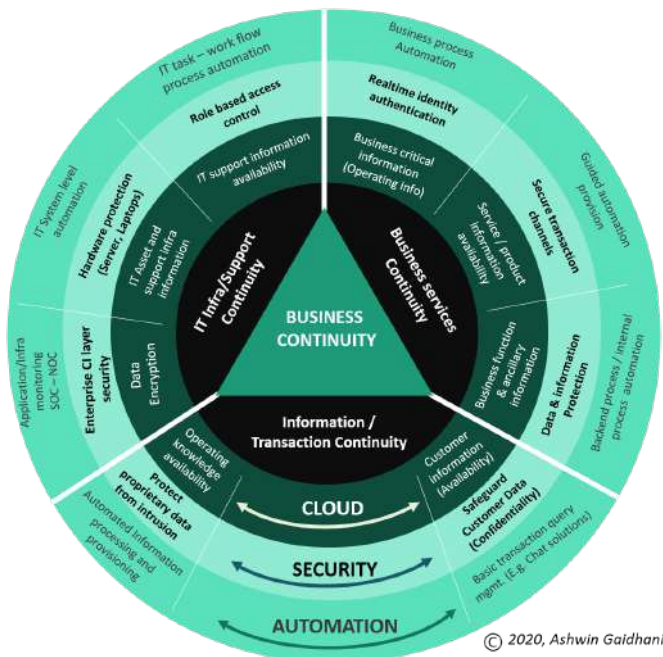 IT task – work flow
process automation
Business process
Automation
Role based access
control
Realtime identity
authentication
IT support information
availability
Business critical
information
(Operating Info)
IT System level
automation
Hardware protection
(Server, Laptops)
IT Asset and
support Infra
information
IT Infra/Support
Continuity
Business services
Continuity
Service / product
information
availability
Secure transaction
channels
Guided automation
provision
BUSINESS
CONTINUITY
Application/Infra
monitoring
SOC – NOC
Enterprise CI layer
security
Data
Encryption
Business function
& ancillary
information
Data & information
Protection
Backend process / internal
process automation
Information /
Transaction Continuity
Operating
knowledge
availability
Customer
information
(Availability)
Protect
proprietary data
from intrusion
Safeguard
Customer Data
(Confidentiality)
Automated Information
processing and
provisioning.
Basic transaction query
mgmt. (E.g. Chat solutions)
CLOUD
SECURITY
AUTOMATION
© 2020, Ashwin Gaidhani